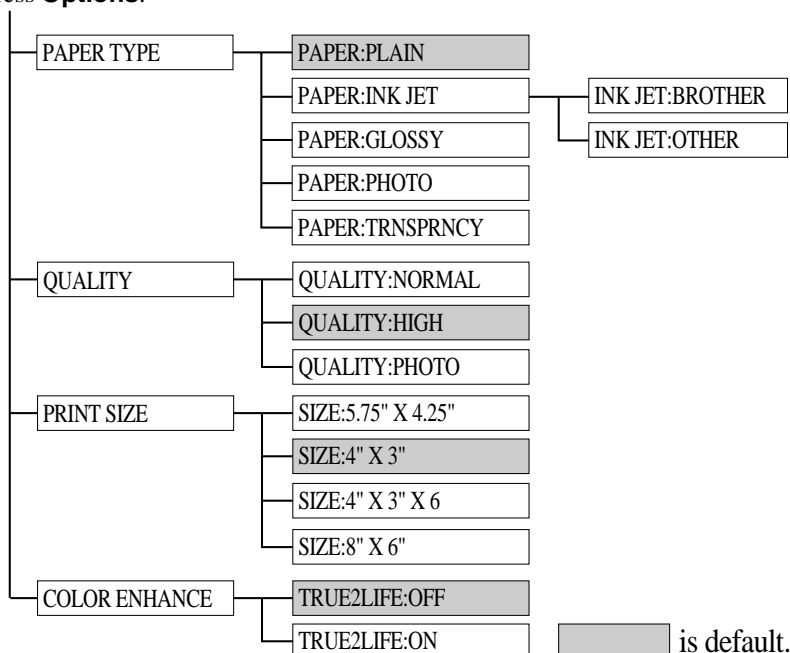 Options.
PAPER TYPE
PAPER:PLAIN
PAPER:INK JET
INK JET:BROTHER
PAPER:GLOSSY
INK JET:OTHER
PAPER:PHOTO
PAPER:TRNSPRNCY
QUALITY
QUALITY:NORMAL
QUALITY:HIGH
QUALITY:PHOTO
PRINT SIZE
SIZE:5.75" X 4.25"
SIZE:4" X 3"
SIZE:4" X 3" X 6
SIZE:8" X 6"
COLOR ENHANCE
TRUE2LIFE:OFF
TRUE2LIFE:ON
is default.